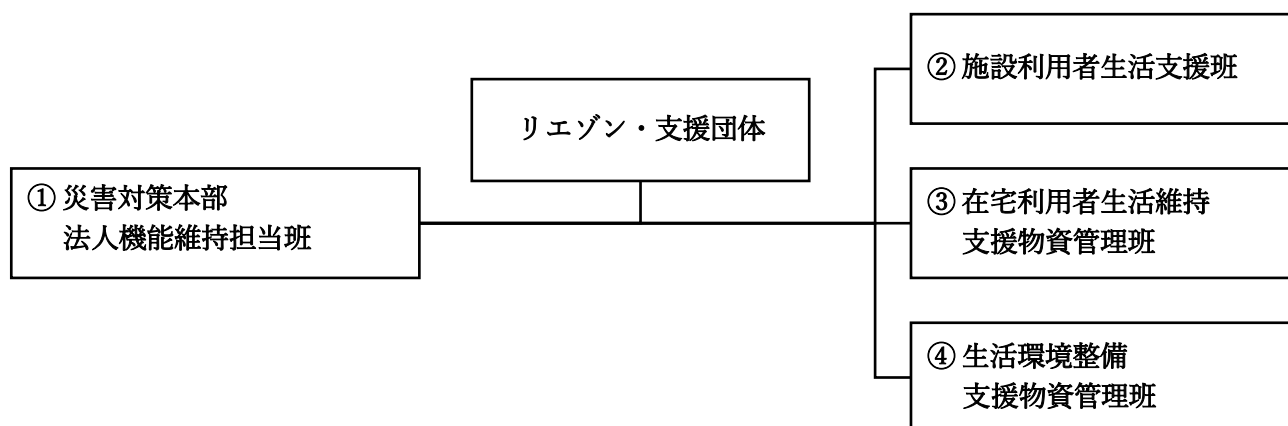 リエゾン・支援団体
① 災害対策本部
法人機能維持担当班
② 施設利用者生活支援班
③ 在宅利用者生活維持
支援物資管理班
④ 生活環境整備
支援物資管理班